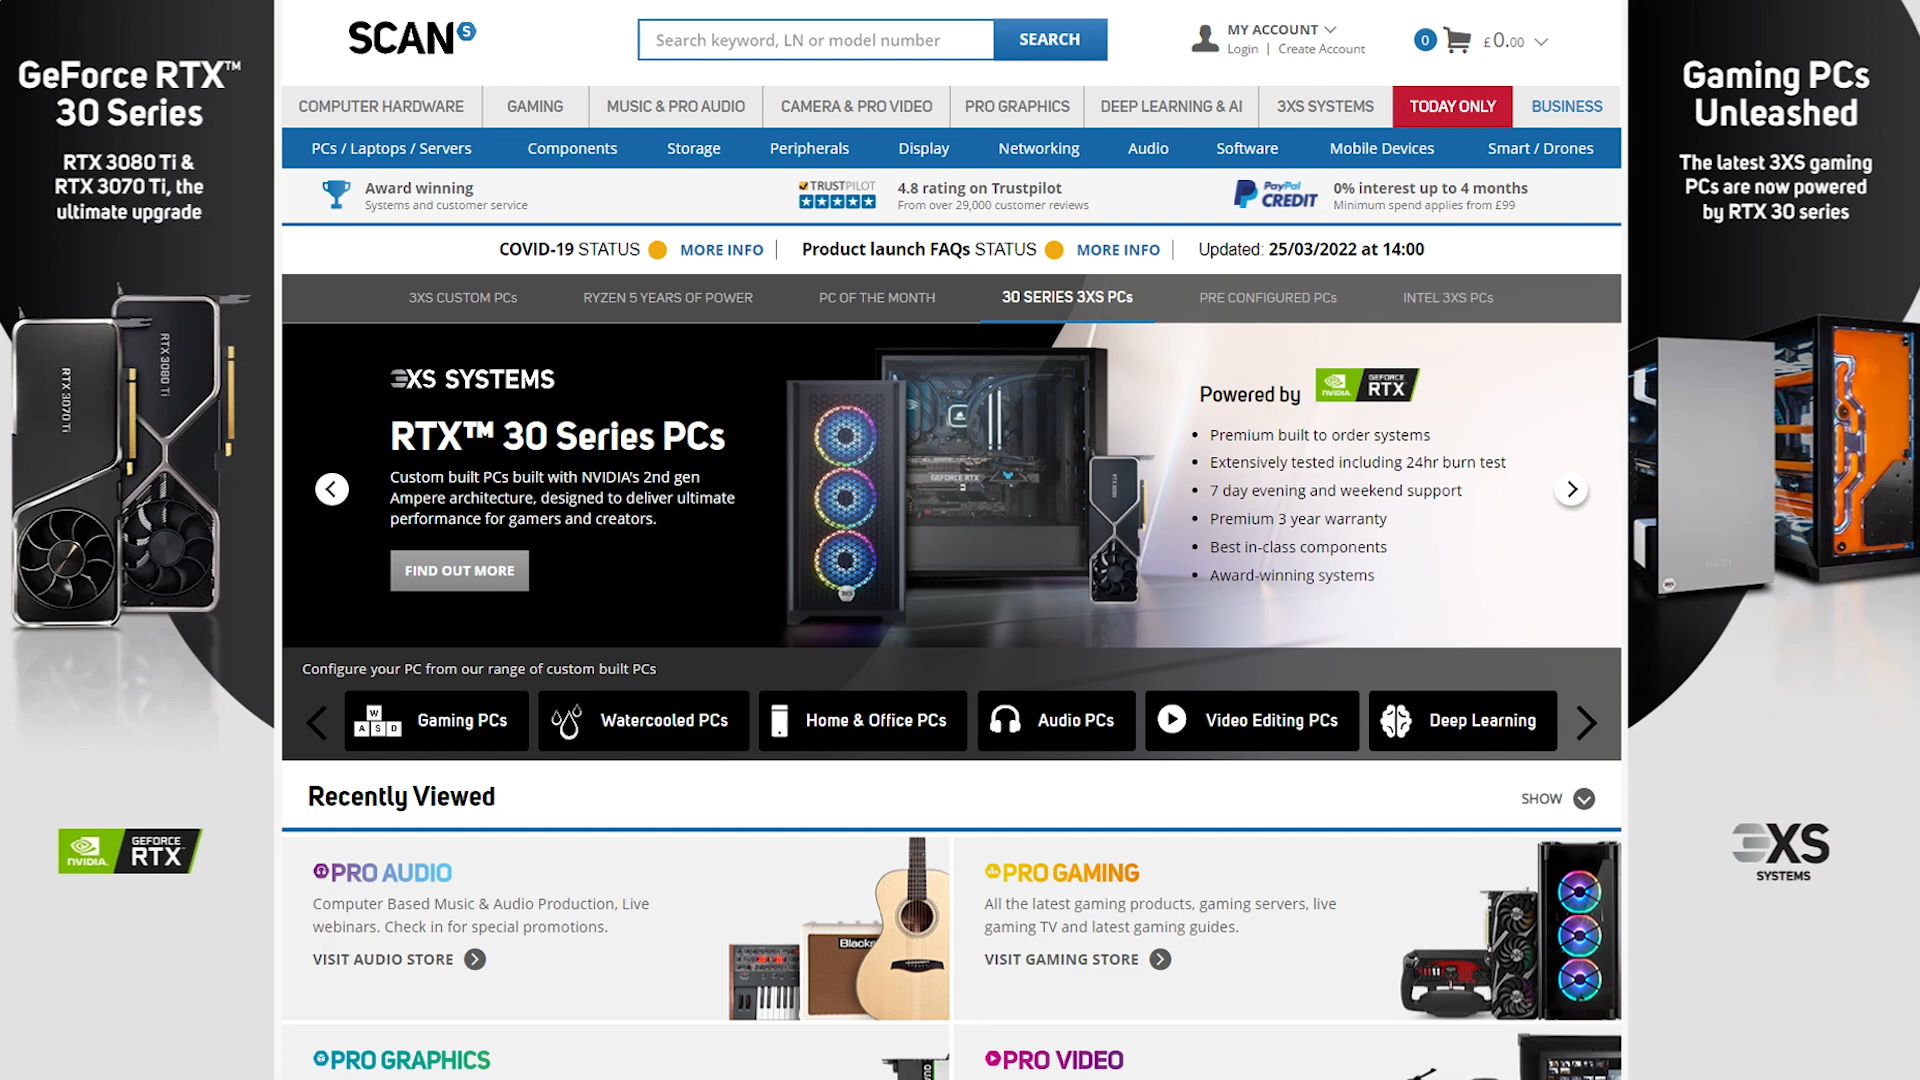 GeForce RTX™
30 Series
RTX 3080 Ti &
RTX 3070 Ti, the
ultimate upgrade
RTX 3070 Ti
RTX 3080 Ti
NVIDIA. GEFORCE RTX
SCAN S
Search keyword, LN or model number
SEARCH
MY ACCOUNT
Login | Create Account
0 £0.00
COMPUTER HARDWARE GAMING MUSIC & PRO AUDIO CAMERA & PRO VIDEO PRO GRAPHICS DEEP LEARNING & AI 3XS SYSTEMS TODAY ONLY BUSINESS
PCs / Laptops / Servers Components Storage Peripherals Display Networking Audio Software Mobile Devices Smart / Drones
Award winning
Systems and customer service
TRUSTPILOT
4.8 rating on Trustpilot
From over 29,000 customer reviews
PayPal CREDIT
0% interest up to 4 months
Minimum spend applies from £99
COVID-19 STATUS MORE INFO | Product launch FAQs STATUS MORE INFO | Updated: 25/03/2022 at 14:00
3XS CUSTOM PCs RYZEN 5 YEARS OF POWER PC OF THE MONTH 30 SERIES 3XS PCs PRE CONFIGURED PCs INTEL 3XS PCs
3XS SYSTEMS
RTX™ 30 Series PCs
Custom built PCs built with NVIDIA's 2nd gen
Ampere architecture, designed to deliver ultimate
performance for gamers and creators.
FIND OUT MORE
GEFORCE RTX
Powered by NVIDIA. GEFORCE RTX
• Premium built to order systems
• Extensively tested including 24hr burn test
• 7 day evening and weekend support
• Premium 3 year warranty
• Best in-class components
• Award-winning systems
Configure your PC from our range of custom built PCs
W A S D Gaming PCs Watercooled PCs Home & Office PCs Audio PCs Video Editing PCs Deep Learning
Recently Viewed
SHOW
PRO AUDIO
Computer Based Music & Audio Production, Live
webinars. Check in for special promotions.
VISIT AUDIO STORE
PRO GAMING
All the latest gaming products, gaming servers, live
gaming TV and latest gaming guides.
VISIT GAMING STORE
PRO GRAPHICS
PRO VIDEO
Gaming PCs
Unleashed
The latest 3XS gaming
PCs are now powered
by RTX 30 series
3XS
SYSTEMS